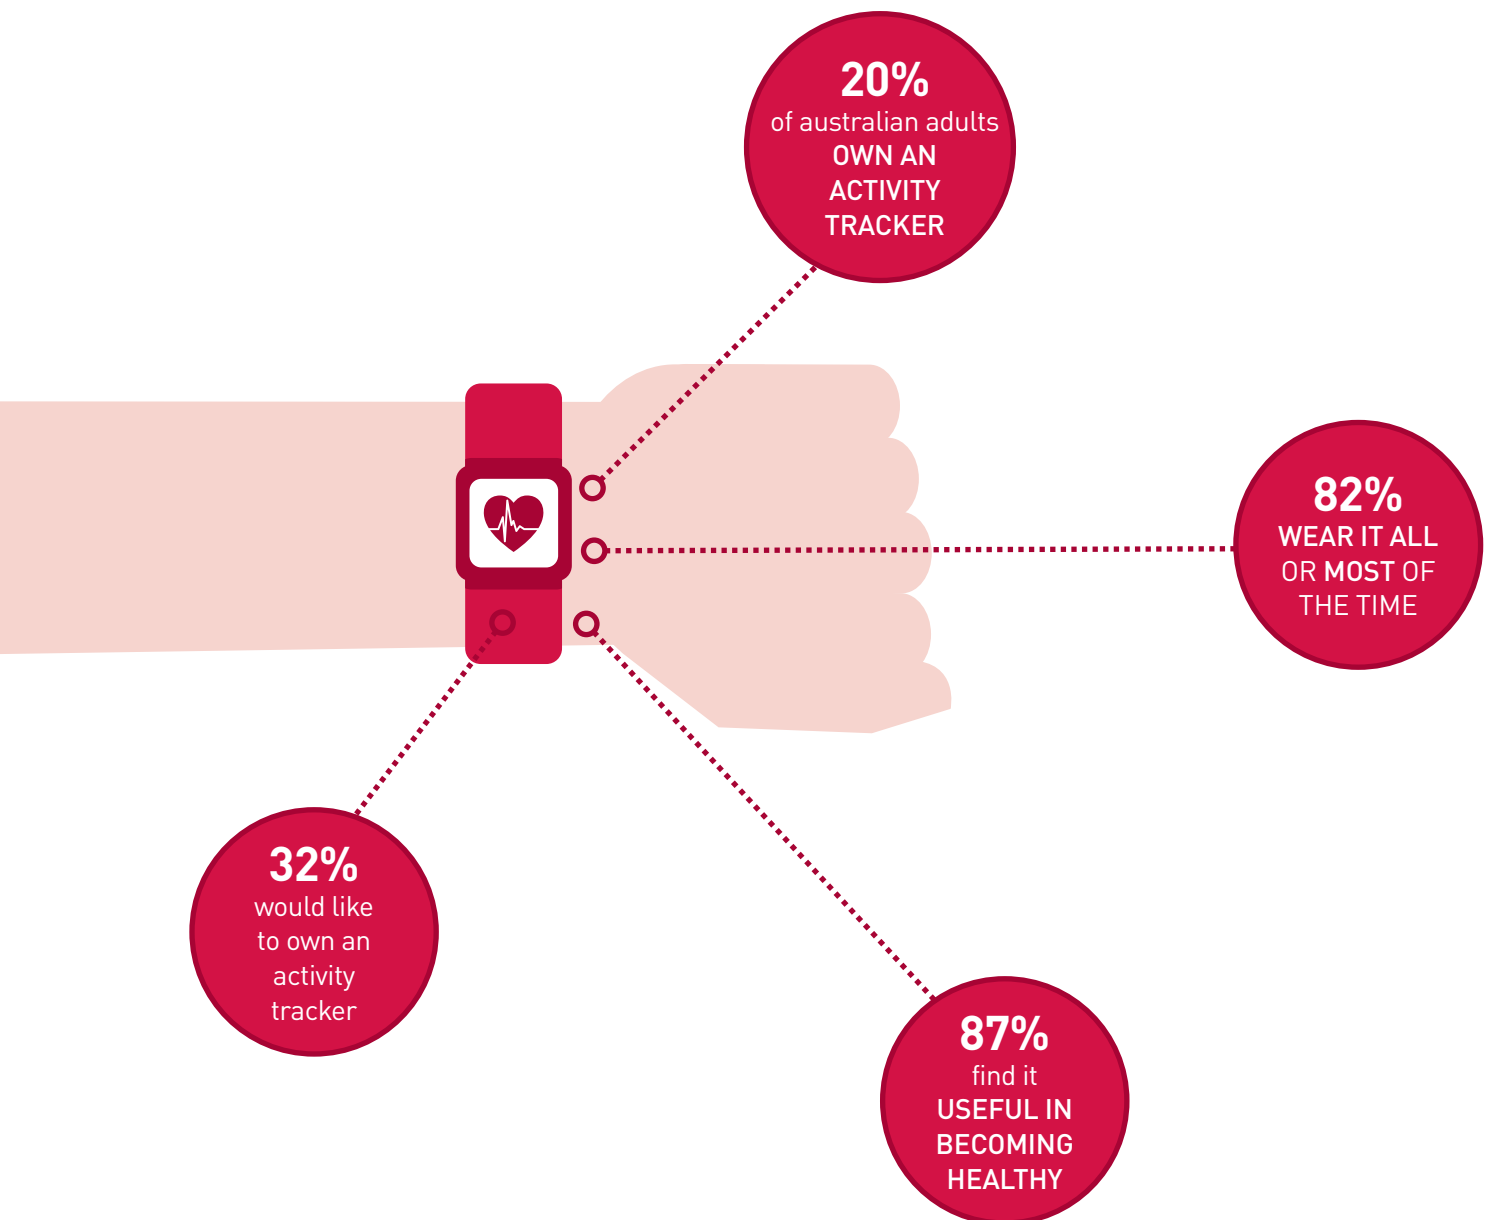 20%
of australian adults
OWN AN
ACTIVITY
TRACKER
82%
WEAR IT ALL
OR MOST OF
THE TIME
32%
would like
to own an
activity
tracker
87%
find it
USEFUL IN
BECOMING
HEALTHY